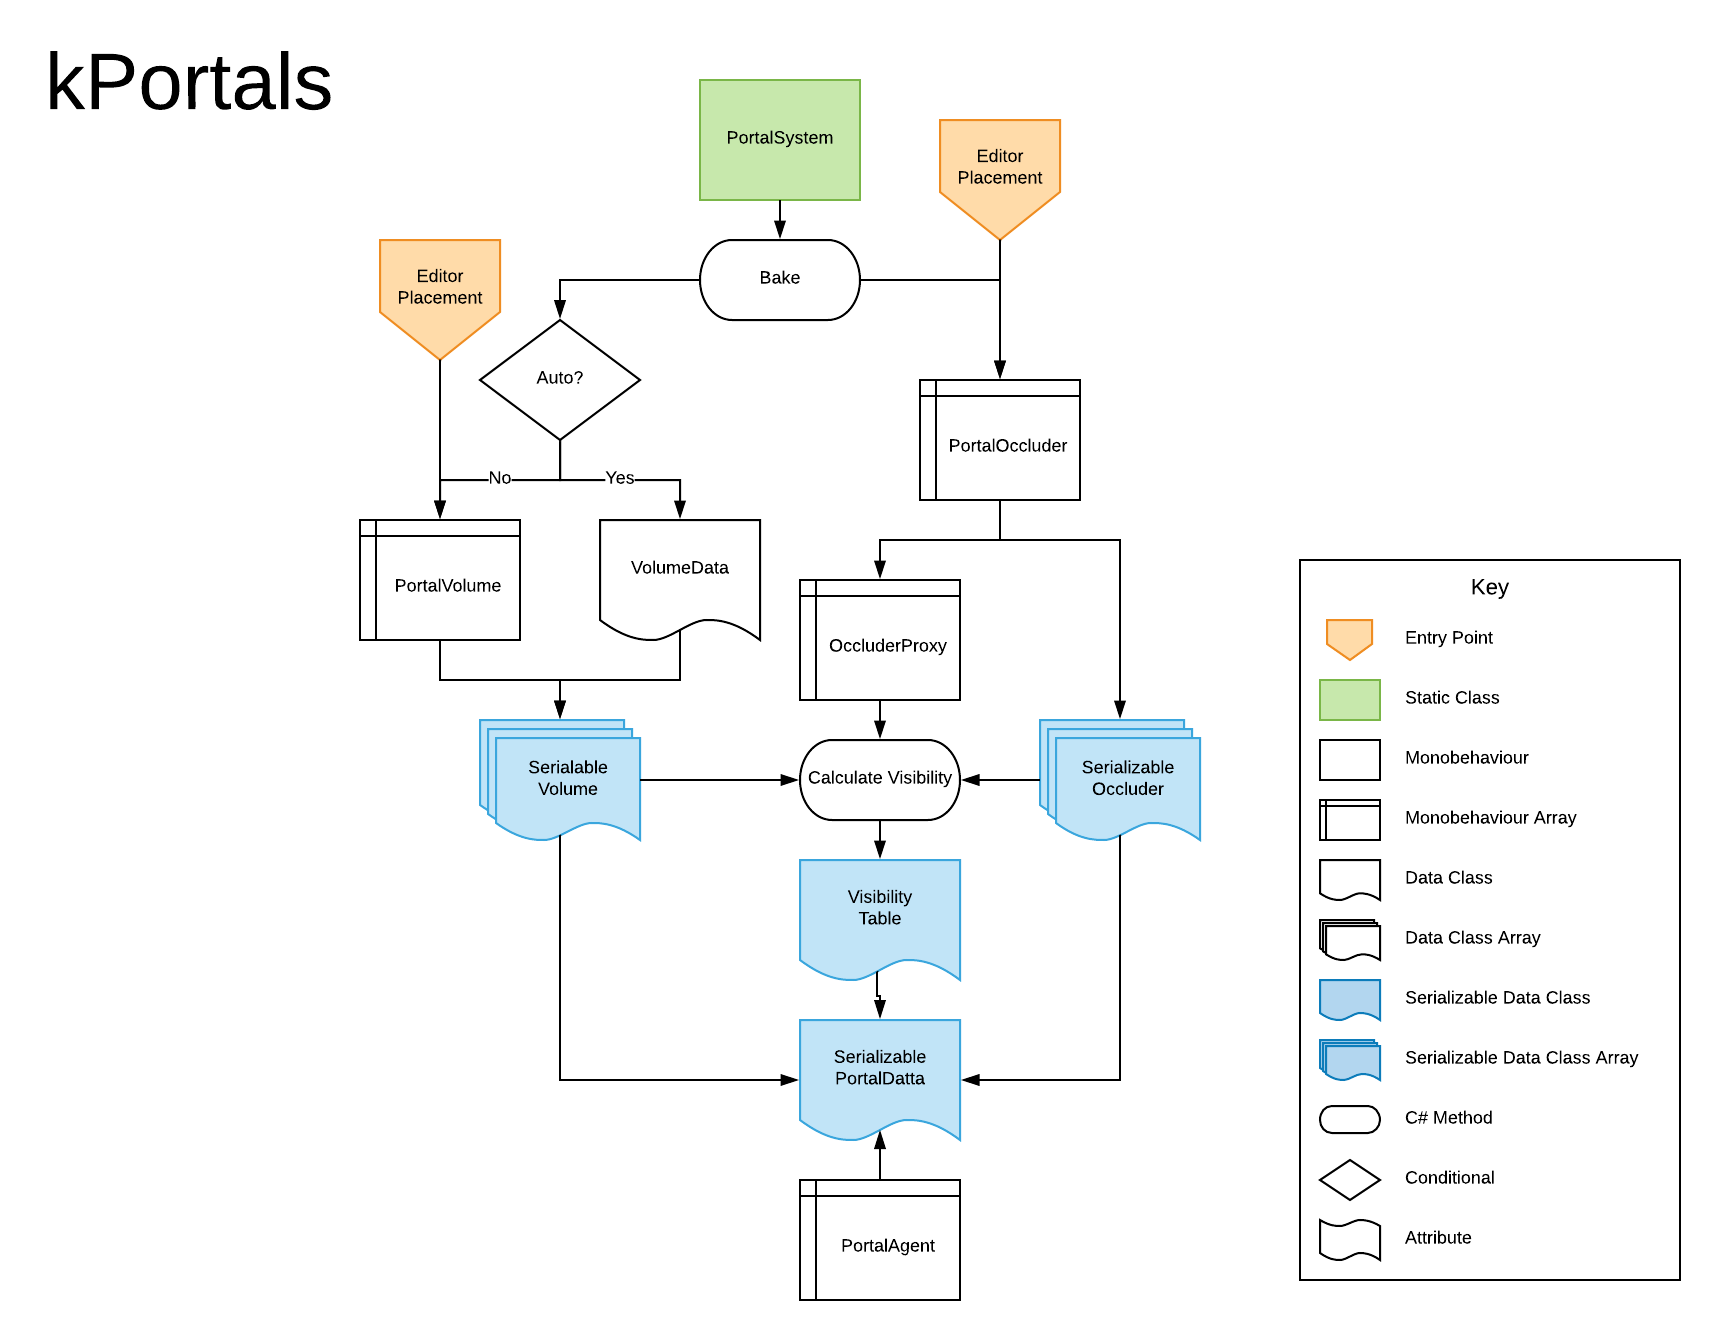 kPortals
PortalSystem
Editor
Placement
Bake
Editor
Placement
Auto?
No
Yes
PortalOccluder
PortalVolume
VolumeData
OccluderProxy
Serialable
Volume
Calculate Visibility
Serializable
Occluder
Visibility
Table
Serializable
PortalDatta
PortalAgent
Key
Entry Point
Static Class
Monobehaviour
Monobehaviour Array
Data Class
Data Class Array
Serializable Data Class
Serializable Data Class Array
C# Method
Conditional
Attribute